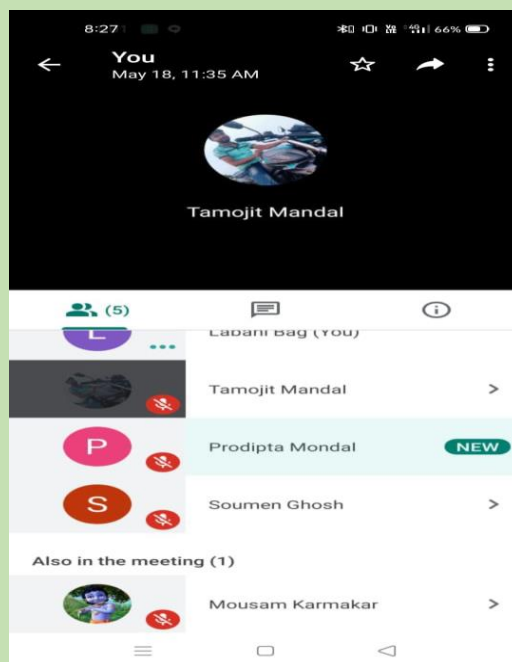 8:27
66%
You
May 18, 11:35 AM
Tamojit Mandal
(5)
L
Labani Bag (You)
Tamojit Mandal
P
Prodipta Mondal
NEW
S
Soumen Ghosh
Also in the meeting (1)
Mousam Karmakar